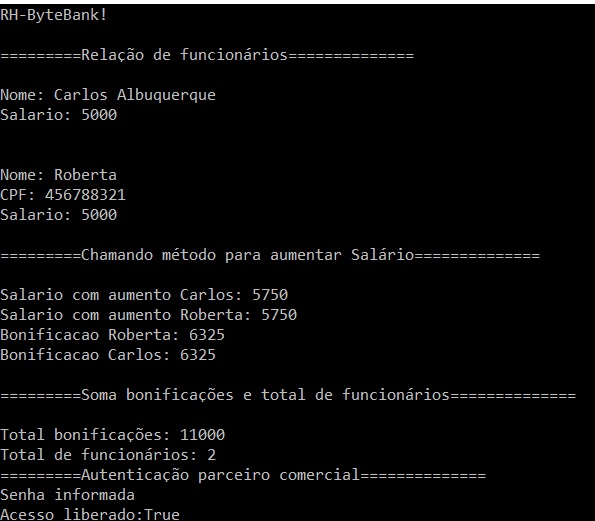 RH-ByteBank!
=========Relação de funcionários==============
Nome: Carlos Albuquerque
Salario: 5000
Nome: Roberta
CPF: 456788321
Salario: 5000
=========Chamando método para aumentar Salário==============
Salario com aumento Carlos: 5750
Salario com aumento Roberta: 5750
Bonificacao Roberta: 6325
Bonificacao Carlos: 6325
=========Soma bonificações e total de funcionários==============
Total bonificações: 11000
Total de funcionários: 2
=========Autenticação parceiro comercial==============
Senha informada
Acesso liberado:True